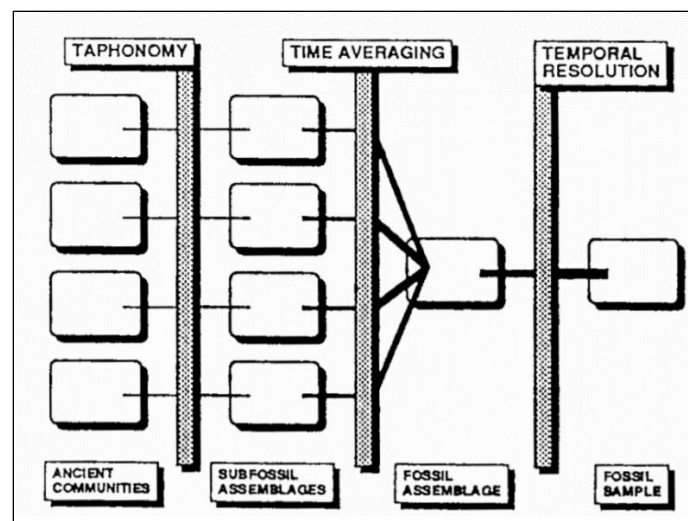 TAPHONOMY
TIME AVERAGING
TEMPORAL
RESOLUTION
ANCIENT
COMMUNITIES
SUBFOSSIL
ASSEMBLAGES
FOSSIL
ASSEMBLAGE
FOSSIL
SAMPLE